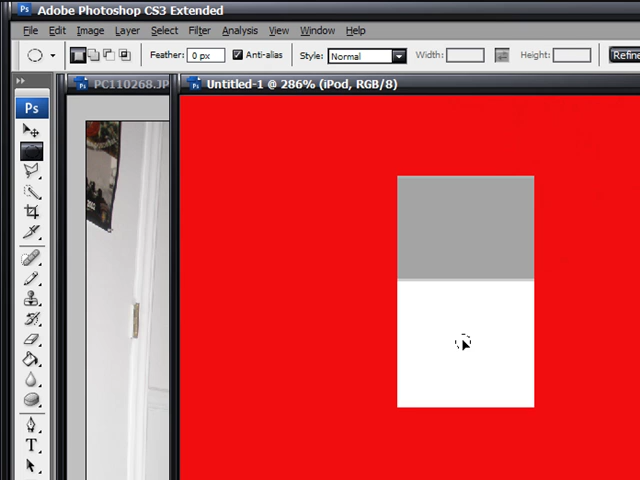 Ps Adobe Photoshop CS3 Extended
File Edit Image Layer Select Filter Analysis View Window Help
Feather: 0 px Anti-alias Style: Normal Width: Height: Refine
PC110268.JP Untitled-1 @ 286% (iPod, RGB/8)
Ps
T